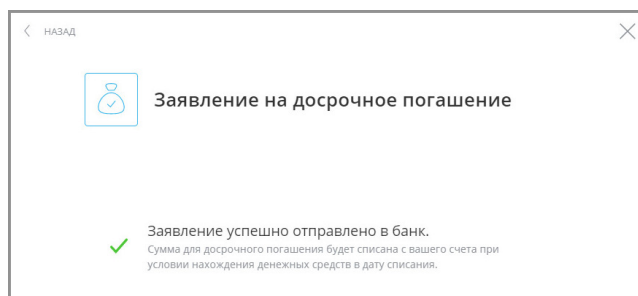 НАЗАД
Заявление на досрочное погашение
Заявление успешно отправлено в банк.
Сумма для досрочного погашения будет списана с вашего счета при
условии нахождения денежных средств в дату списания.